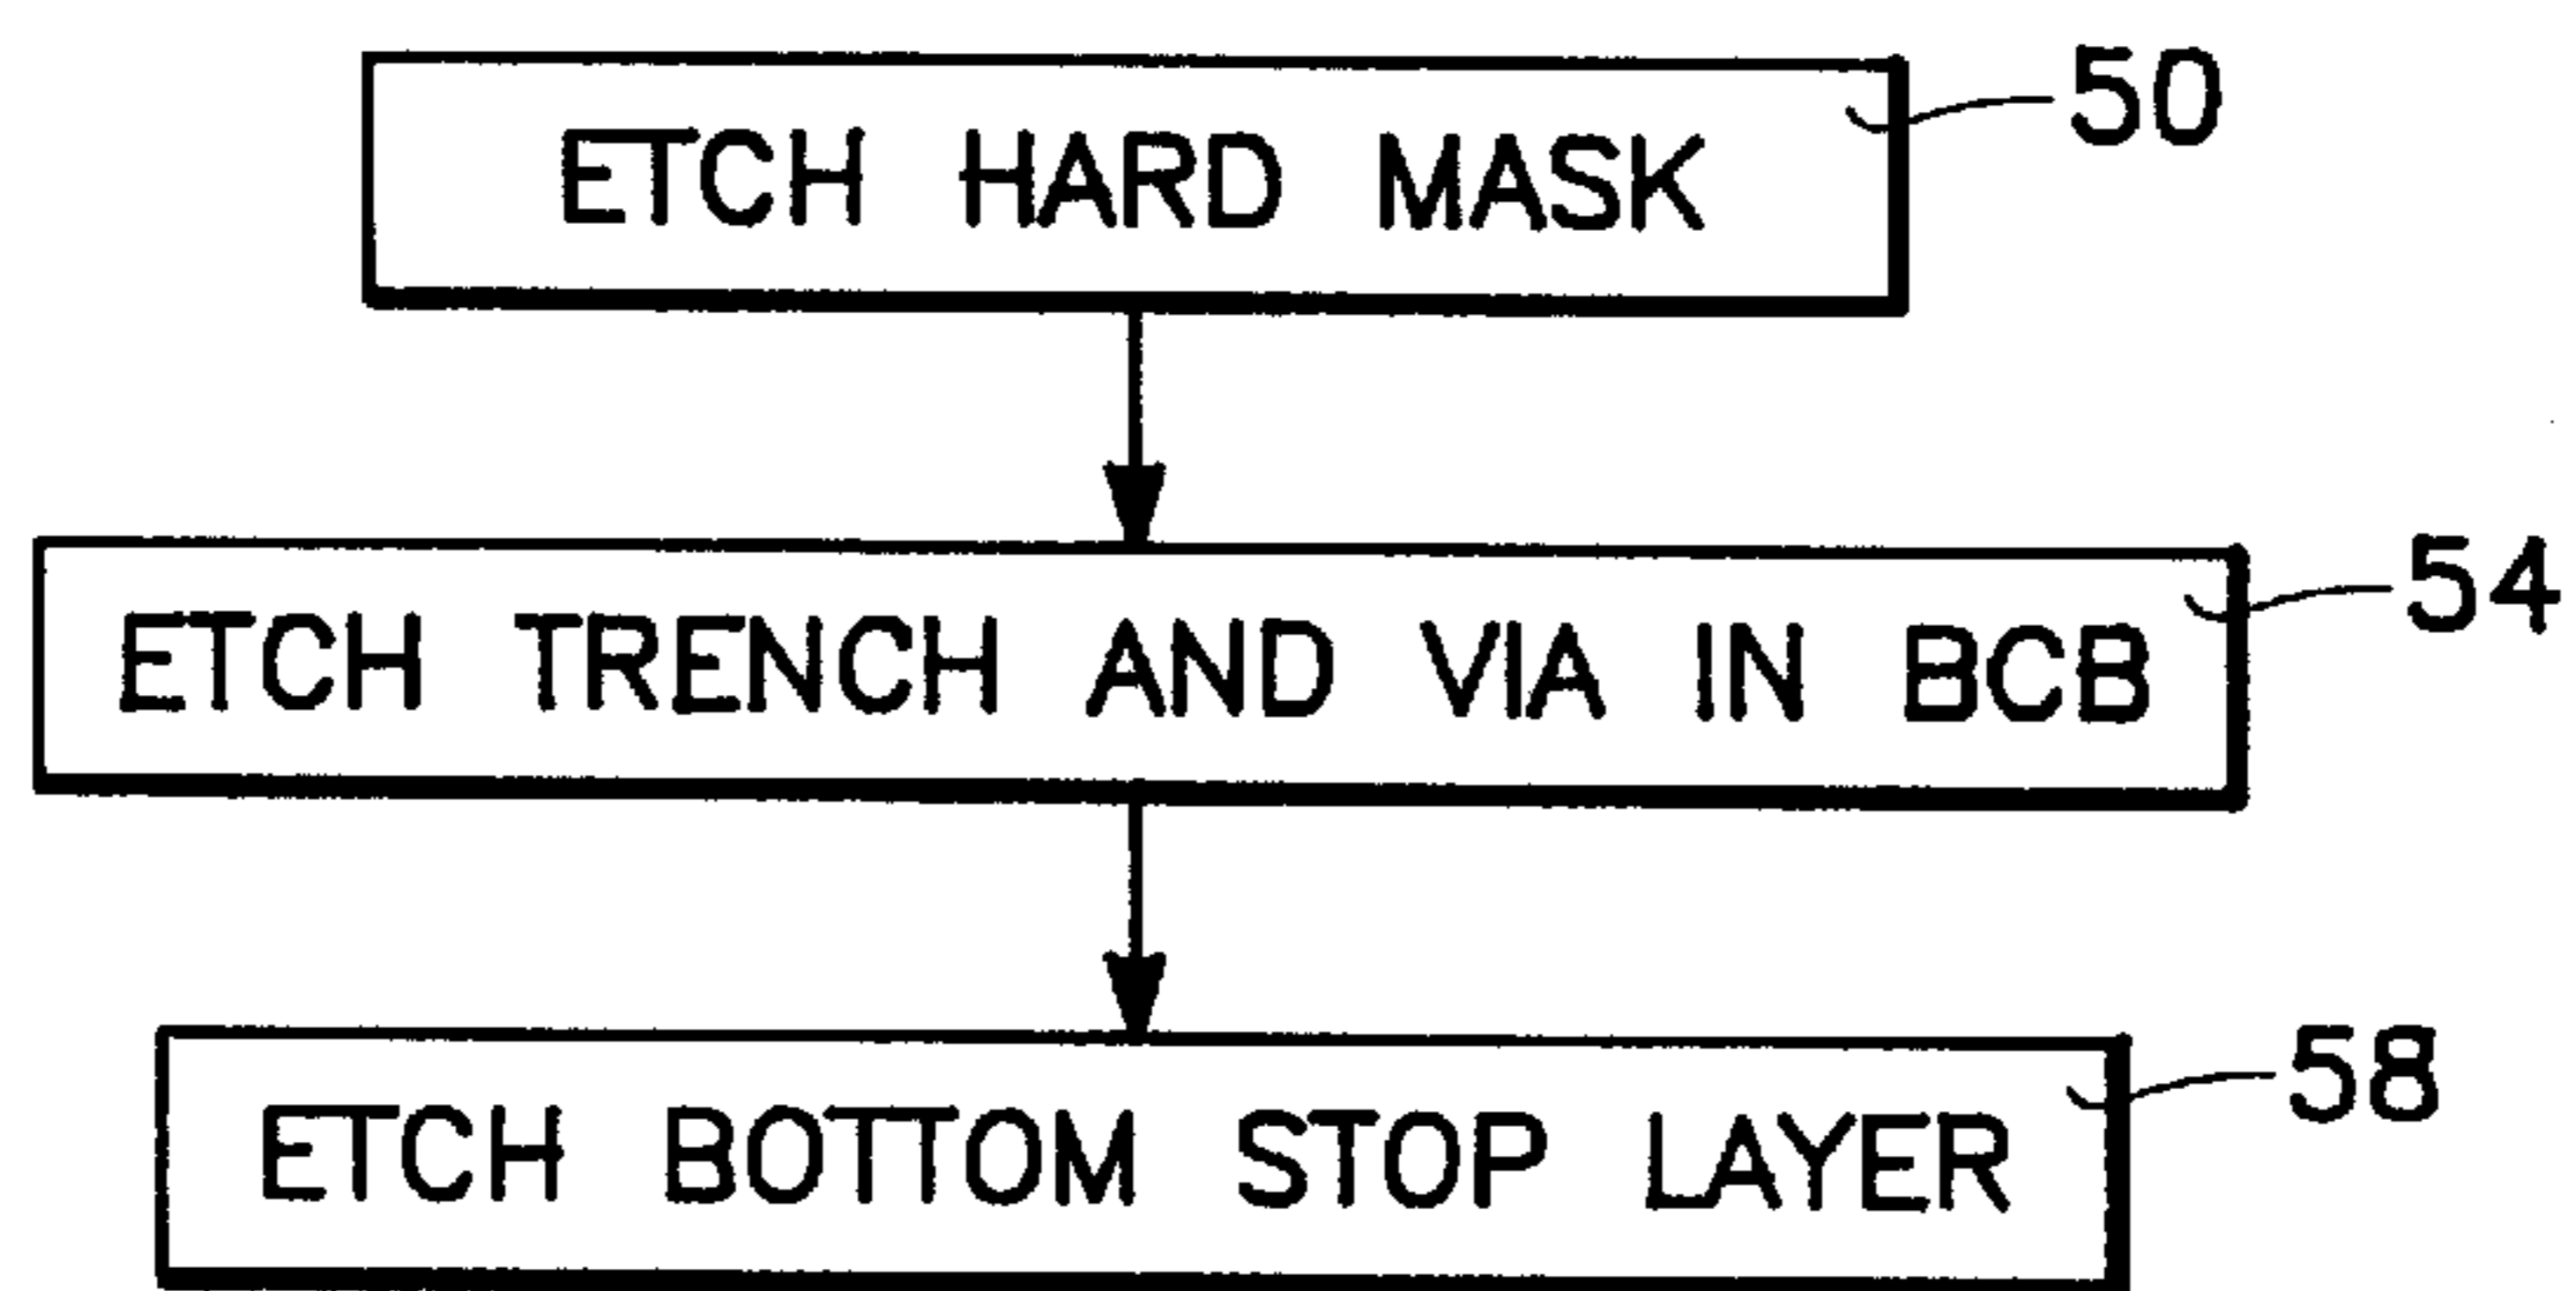 ETCH HARD MASK
50
ETCH TRENCH AND VIA IN BCB
54
ETCH BOTTOM STOP LAYER
58